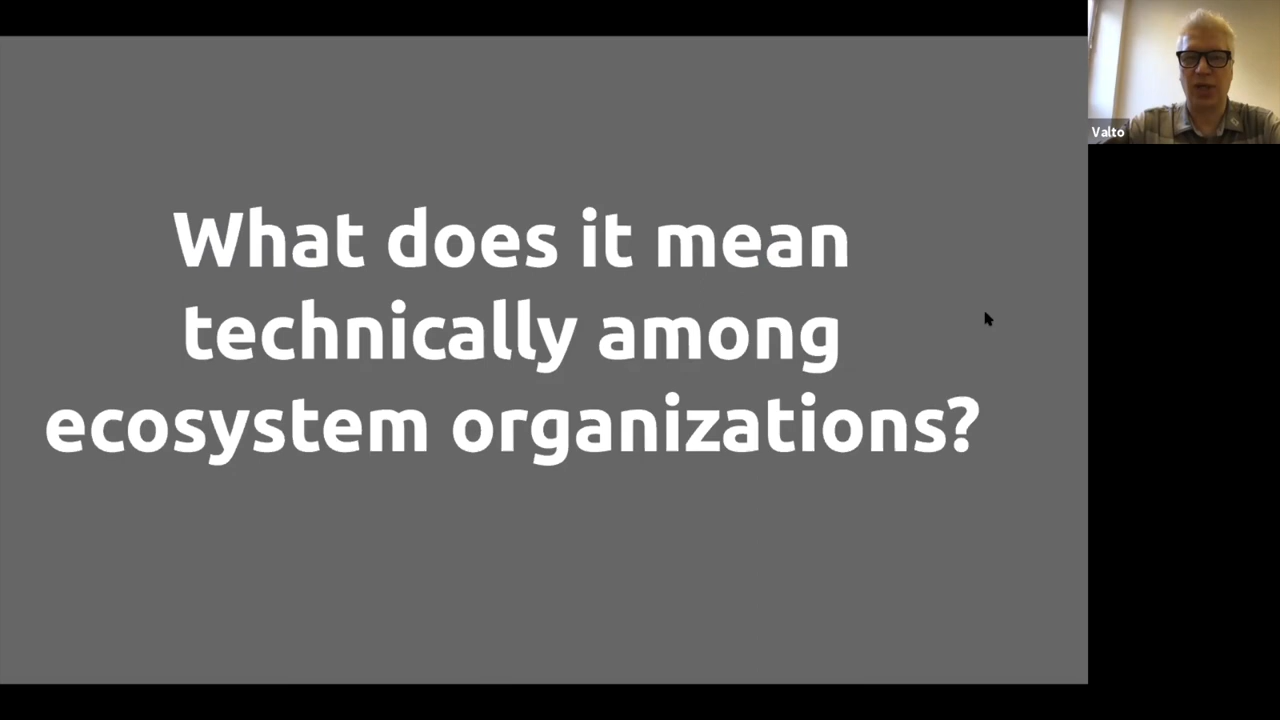 What does it mean
technically among
ecosystem organizations?
Valto